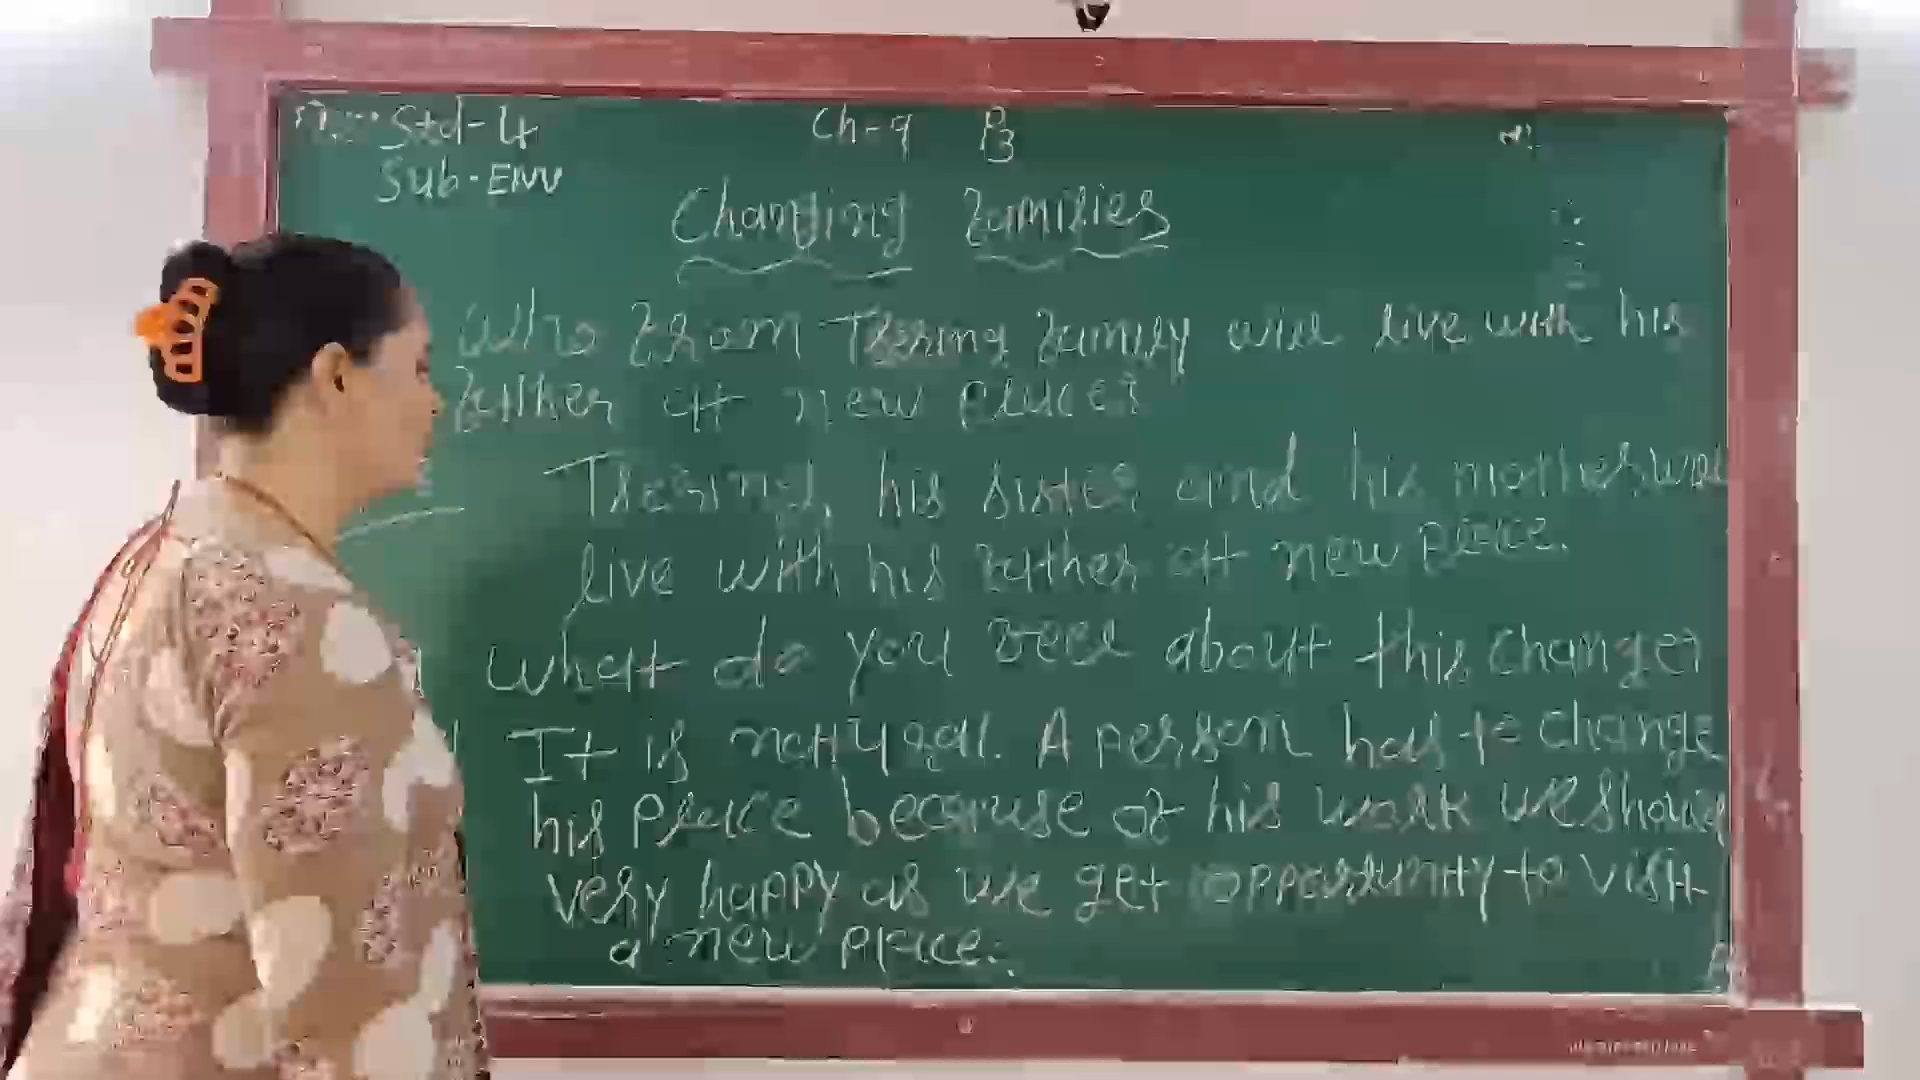 Std-4 Ch-9 P3
Sub-ENV
Changing Families
Who from Tsering family will live with his
father at new place?
Tsering, his sister and his mother will
live with his father at new place.
What do you feel about this change?
It is natural. A person has to change
his place because of his work we should
very happy as we get opportunity to visit
a new place.